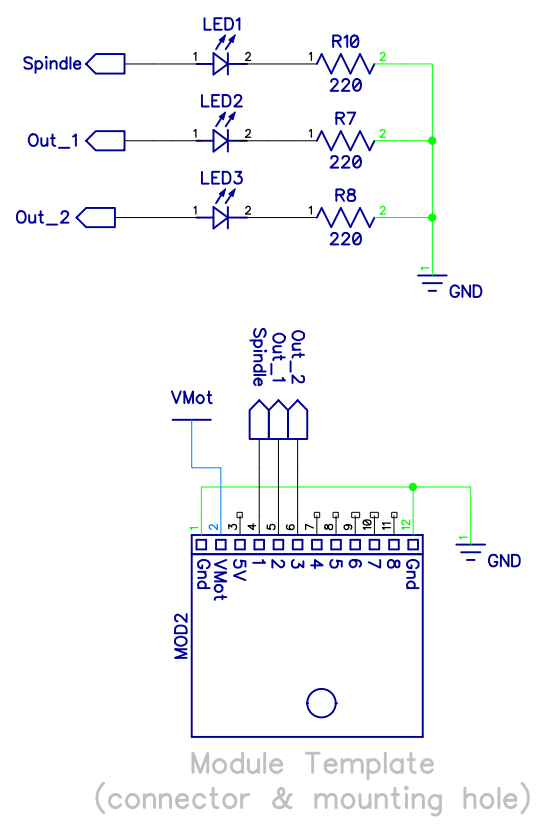 LED1
Spindle 1 2 1 R10 2
220
LED2
Out_1 1 2 1 R7 2
220
LED3
Out_2 1 2 1 R8 2
220
1
GND
Spindle
Out_1
Out_2
VMot
1 2 3 4 5 6 7 8 9 10 11 12
1
GND
Gnd VMot 5V 1 2 3 4 5 6 7 8 Gnd
MOD2
Module Template
(connector & mounting hole)